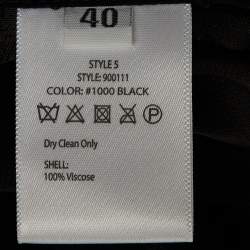 40
STYLE 5
STYLE: 900111
COLOR: #1000 BLACK
P
Dry Clean Only
SHELL:
100% Viscose